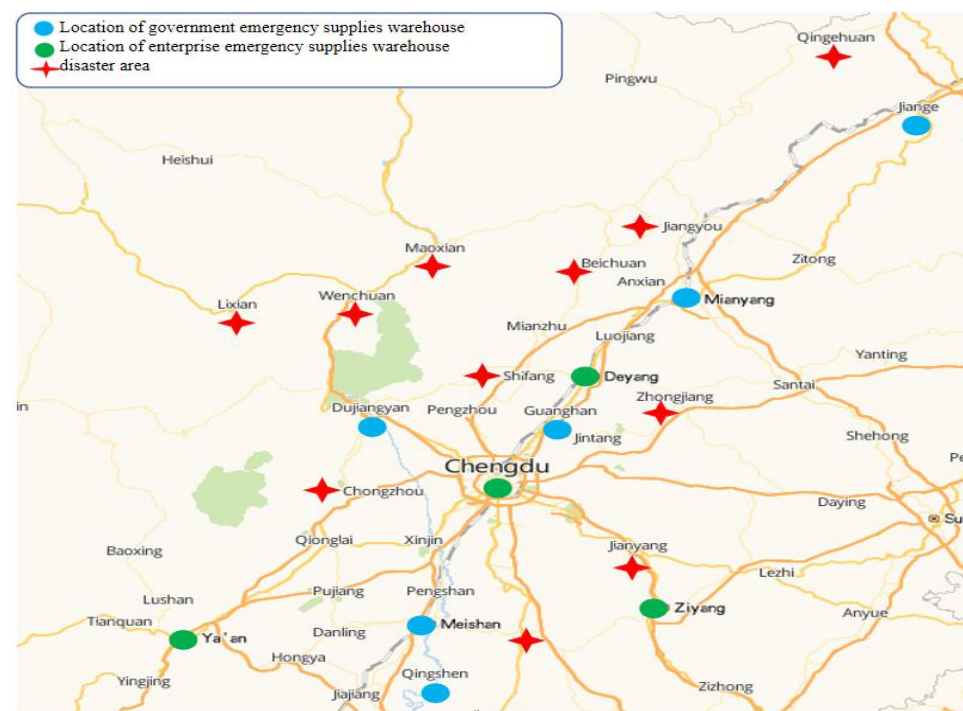 Location of government emergency supplies warehouse
Location of enterprise emergency supplies warehouse
disaster area
Qingehuan
Pingwu
Jiange
Heishui
Jiangyou
Maoxian
Zitong
Beichuan
Anxian
Wenchuan
Lixian
Mianyang
Mianzhu
Luojiang
Yanting
Shifang
Deyang
Santai
Zhongjiang
in
Dujiangyan
Pengzhou
Guanghan
Jintang
Shehong
Chengdu
Pe
Chongzhou
Daying
Su
Qionglai
Xinjin
Jianyang
Baoxing
Lezhi
Pujiang
Pengshan
Lushan
Ziyang
Anyue
Tianquan
Meishan
Ya'an
Danling
Hongya
Qingshen
Yingjing
Jiajiang
Zizhong